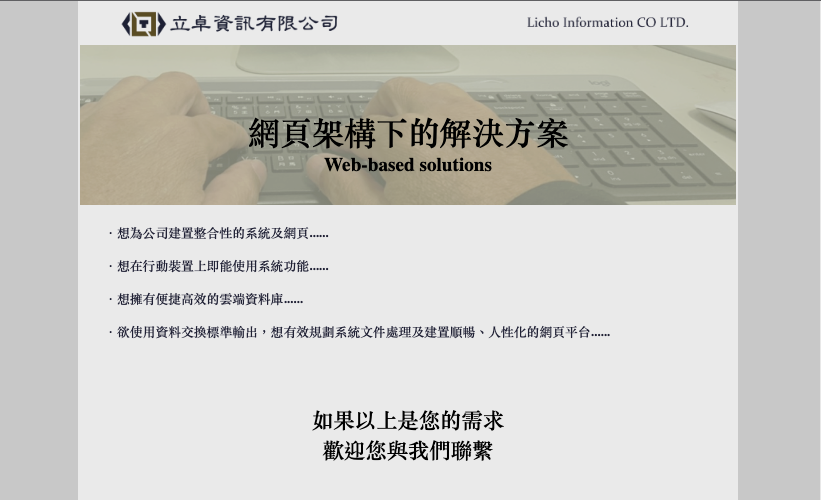 立卓資訊有限公司
Licho Information CO LTD.
網頁架構下的解決方案
Web-based solutions
· 想為公司建置整合性的系統及網頁......
· 想在行動裝置上即能使用系統功能......
· 想擁有便捷高效的雲端資料庫......
· 欲使用資料交換標準輸出，想有效規劃系統文件處理及建置順暢、人性化的網頁平台......
如果以上是您的需求
歡迎您與我們聯繫